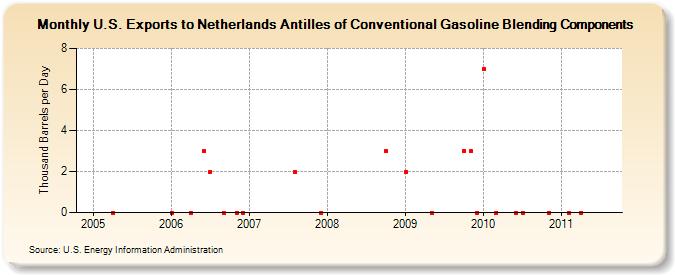 Monthly U.S. Exports to Netherlands Antilles of Conventional Gasoline Blending Components
Thousand Barrels per Day
8
6
4
2
0
2005 2006 2007 2008 2009 2010 2011
Source: U.S. Energy Information Administration